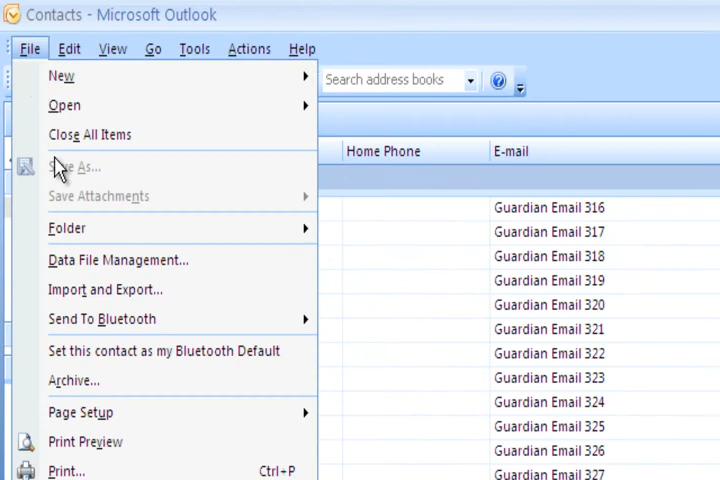 Contacts - Microsoft Outlook
File Edit View Go Tools Actions Help
New
Open
Close All Items
Save As...
Save Attachments
Folder
Data File Management...
Import and Export...
Send To Bluetooth
Set this contact as my Bluetooth Default
Archive...
Page Setup
Print Preview
Print... Ctrl+P
Search address books
Home Phone E-mail
Guardian Email 316
Guardian Email 317
Guardian Email 318
Guardian Email 319
Guardian Email 320
Guardian Email 321
Guardian Email 322
Guardian Email 323
Guardian Email 324
Guardian Email 325
Guardian Email 326
Guardian Email 327